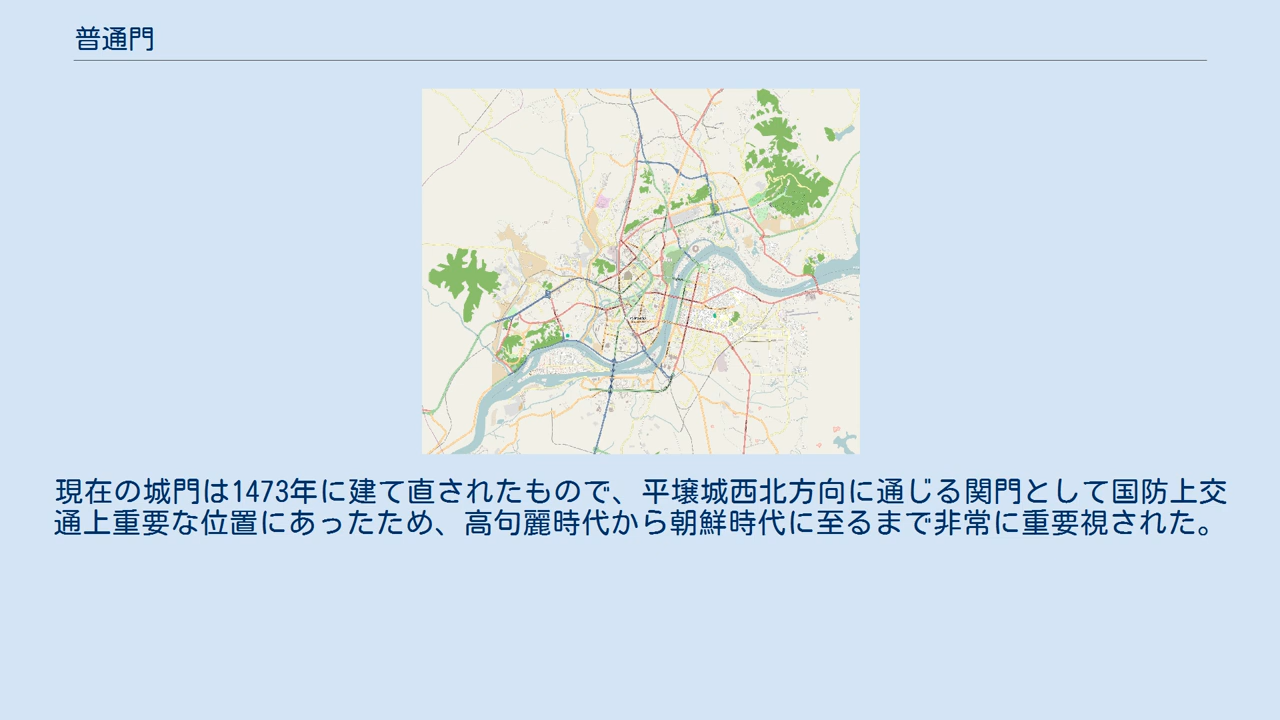 普通門
現在の城門は1473年に建て直されたもので、平壌城西北方向に通じる関門として国防上交
通上重要な位置にあったため、高句麗時代から朝鮮時代に至るまで非常に重要視された。